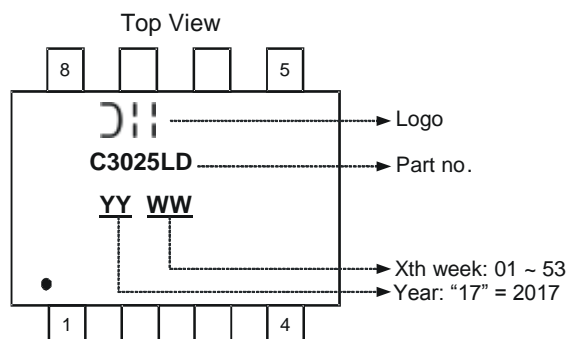 Top View
8 5
Logo
C3025LD Part no.
YY WW
Xth week: 01 ~ 53
Year: “17” = 2017
1 4